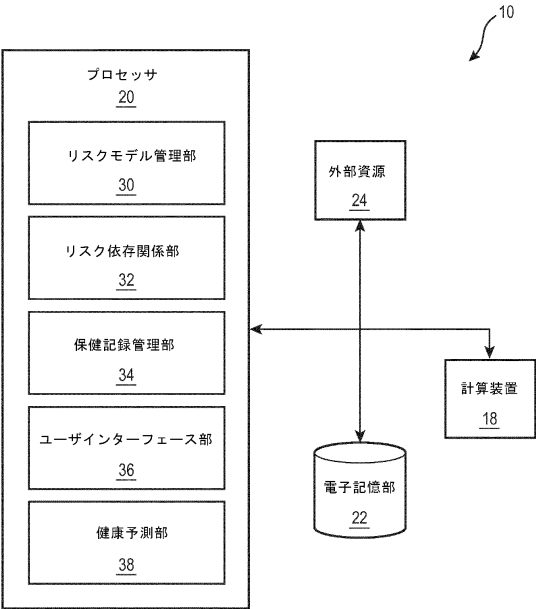 10
プロセッサ
20
リスクモデル管理部
30
リスク依存関係部
32
保健記録管理部
34
ユーザインターフェース部
36
健康予測部
38
外部資源
24
計算装置
18
電子記憶部
22